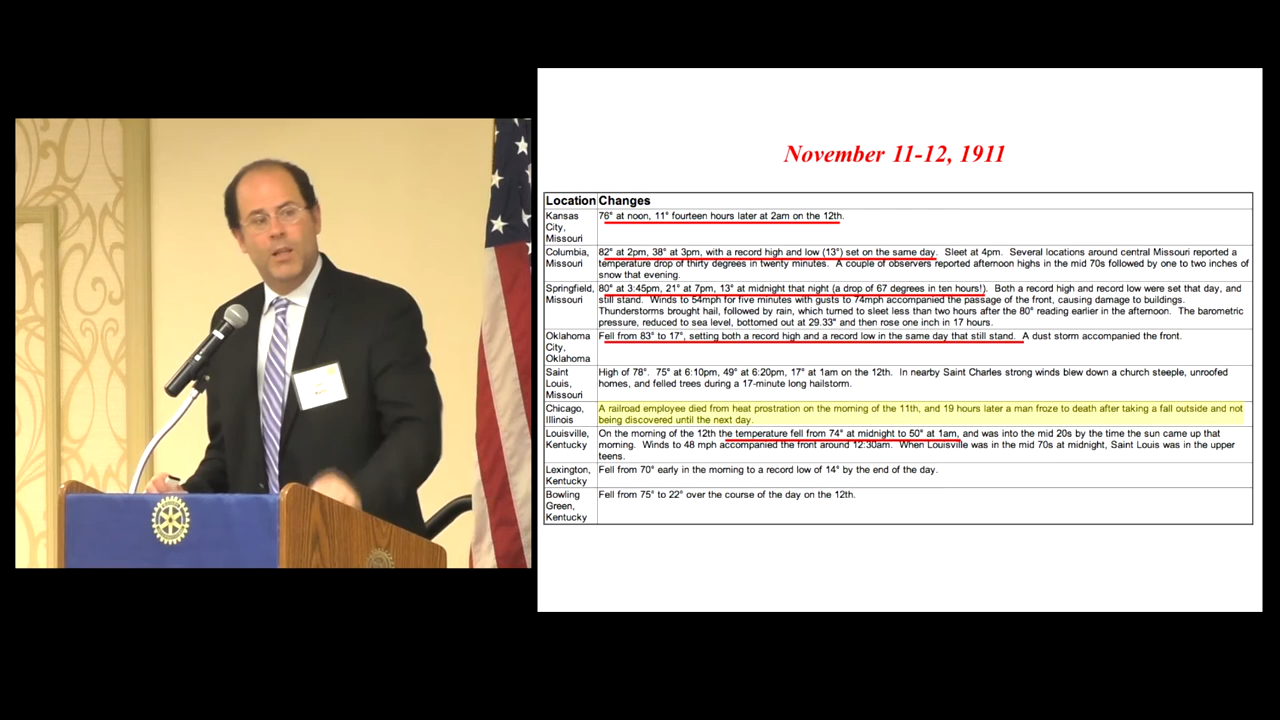 November 11-12, 1911
Location Changes
Kansas City, Missouri 76° at noon, 11° fourteen hours later at 2am on the 12th.
Columbia, Missouri 82° at 2pm, 38° at 3pm, with a record high and low (13°) set on the same day. Sleet at 4pm. Several locations around central Missouri reported a
temperature drop of thirty degrees in twenty minutes. A couple of observers reported afternoon highs in the mid 70s followed by one to two inches of
snow that evening.
Springfield, Missouri 80° at 3:45pm, 21° at 7pm, 13° at midnight that night (a drop of 67 degrees in ten hours!). Both a record high and record low were set that day, and
still stand. Winds to 54mph for five minutes with gusts to 74mph accompanied the passage of the front, causing damage to buildings.
Thunderstorms brought hail, followed by rain, which turned to sleet less than two hours after the 80° reading earlier in the afternoon. The barometric
pressure, reduced to sea level, bottomed out at 29.33" and then rose one inch in 17 hours.
Oklahoma City, Oklahoma Fell from 83° to 17°, setting both a record high and a record low in the same day that still stand. A dust storm accompanied the front.
Saint Louis, Missouri High of 78°. 75° at 6:10pm, 49° at 6:20pm, 17° at 1am on the 12th. In nearby Saint Charles strong winds blew down a church steeple, unroofed
homes, and felled trees during a 17-minute long hailstorm.
Chicago, Illinois A railroad employee died from heat prostration on the morning of the 11th, and 19 hours later a man froze to death after taking a fall outside and not
being discovered until the next day.
Louisville, Kentucky On the morning of the 12th the temperature fell from 74° at midnight to 50° at 1am, and was into the mid 20s by the time the sun came up that
morning. Winds to 48 mph accompanied the front around 12:30am. When Louisville was in the mid 70s at midnight, Saint Louis was in the upper
teens.
Lexington, Kentucky Fell from 70° early in the morning to a record low of 14° by the end of the day.
Bowling Green, Kentucky Fell from 75° to 22° over the course of the day on the 12th.